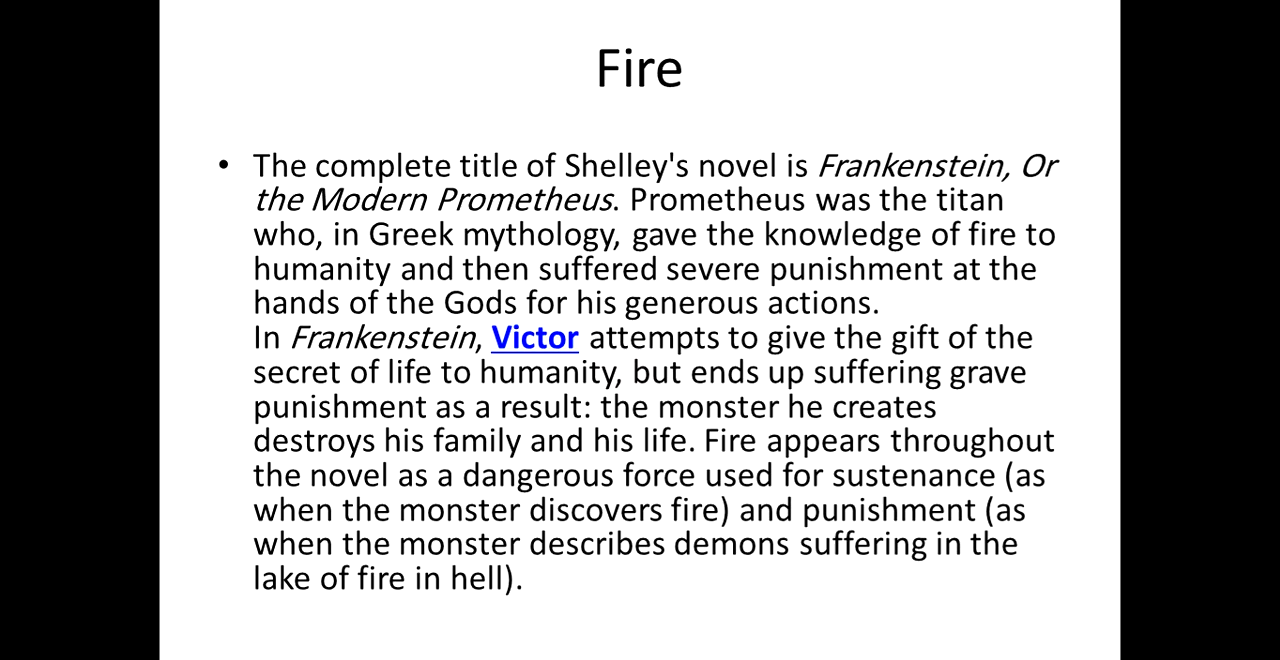 Fire
• The complete title of Shelley's novel is Frankenstein, Or
the Modern Prometheus. Prometheus was the titan
who, in Greek mythology, gave the knowledge of fire to
humanity and then suffered severe punishment at the
hands of the Gods for his generous actions.
In Frankenstein, Victor attempts to give the gift of the
secret of life to humanity, but ends up suffering grave
punishment as a result: the monster he creates
destroys his family and his life. Fire appears throughout
the novel as a dangerous force used for sustenance (as
when the monster discovers fire) and punishment (as
when the monster describes demons suffering in the
lake of fire in hell).